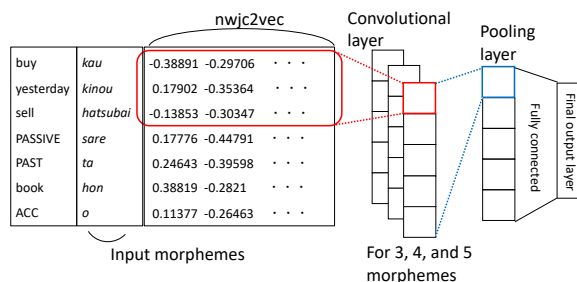 nwjc2vec
Convolutional
layer
Pooling
layer
buy kau -0.38891 -0.29706 · · ·
yesterday kinou 0.17902 -0.35364 · · ·
sell hatsubai -0.13853 -0.30347 · · ·
PASSIVE sare 0.17776 -0.44791 · · ·
PAST ta 0.24643 -0.39598 · · ·
book hon 0.38819 -0.2821 · · ·
ACC o 0.11377 -0.26463 · · ·
Fully connected
Final output layer
Input morphemes
For 3, 4, and 5
morphemes